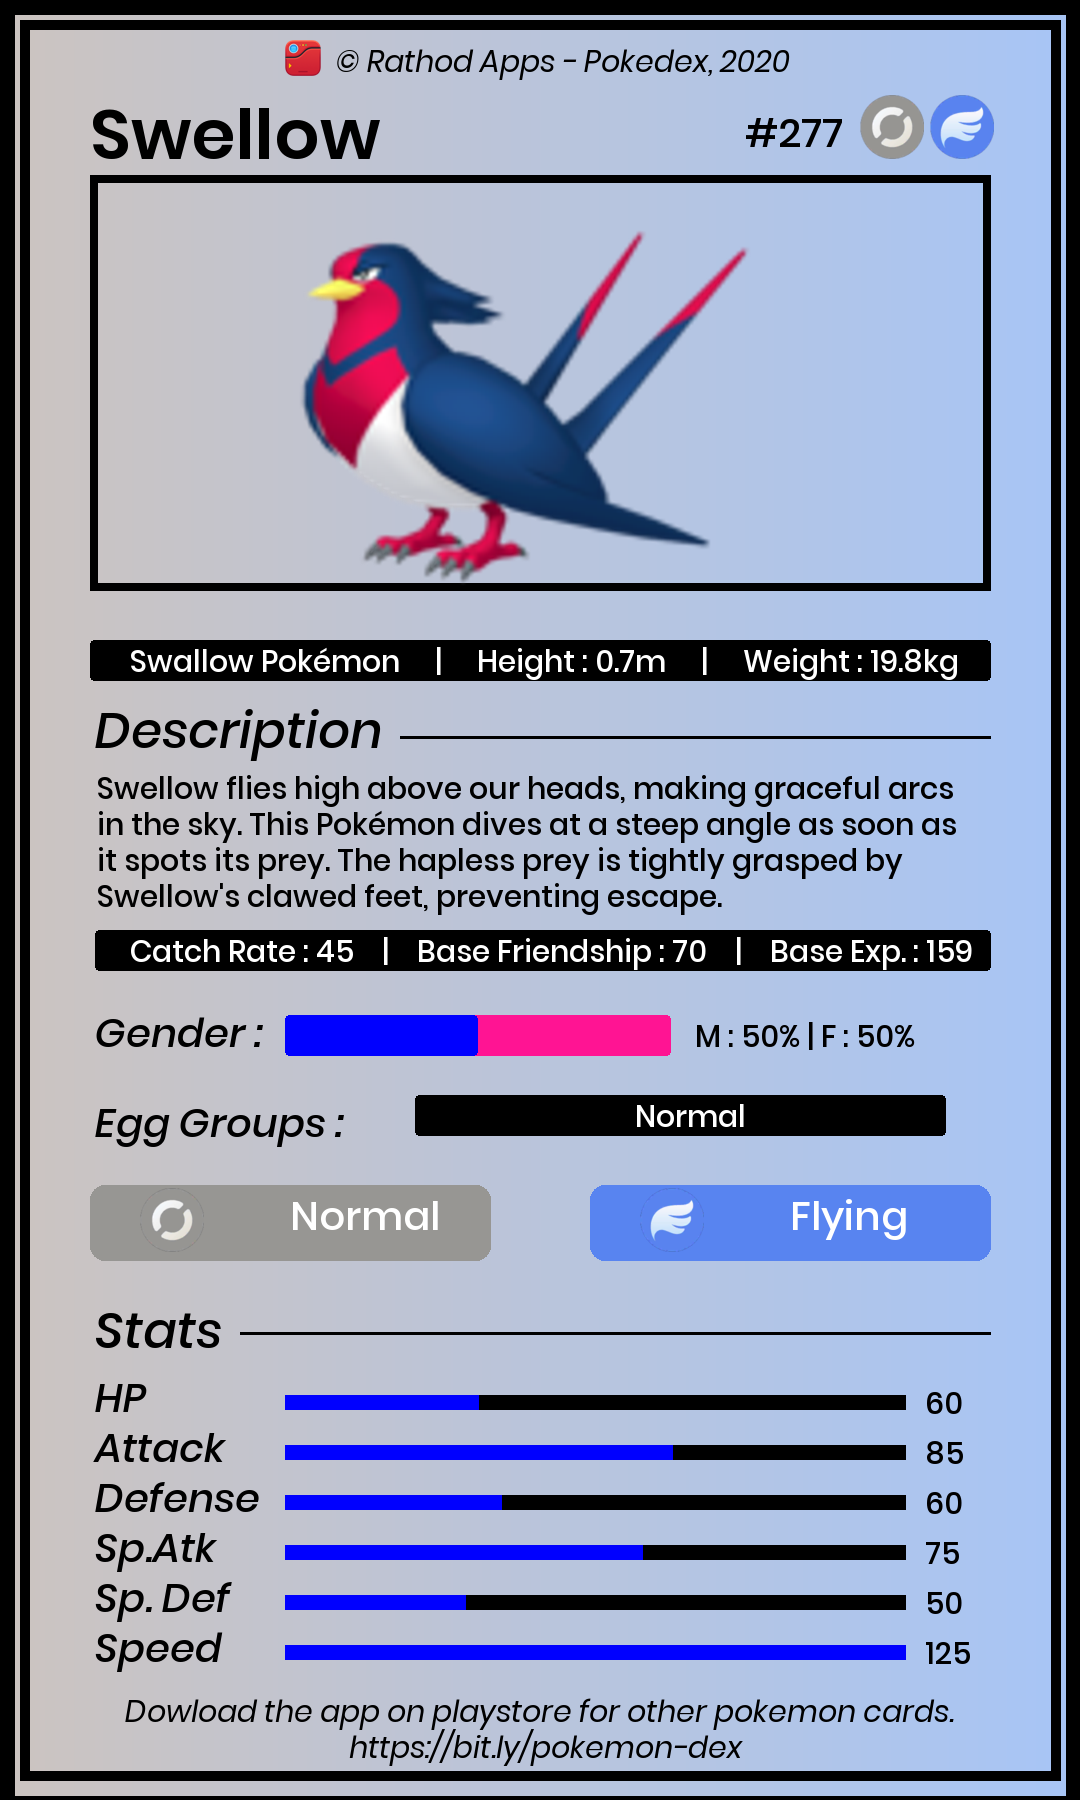 © Rathod Apps - Pokedex, 2020
Swellow #277
Swallow Pokémon | Height : 0.7m | Weight : 19.8kg
Description
Swellow flies high above our heads, making graceful arcs
in the sky. This Pokémon dives at a steep angle as soon as
it spots its prey. The hapless prey is tightly grasped by
Swellow's clawed feet, preventing escape.
Catch Rate : 45 | Base Friendship : 70 | Base Exp. : 159
Gender : M : 50% | F : 50%
Egg Groups : Normal
Normal Flying
Stats
HP 60
Attack 85
Defense 60
Sp.Atk 75
Sp. Def 50
Speed 125
Dowload the app on playstore for other pokemon cards.
https://bit.ly/pokemon-dex